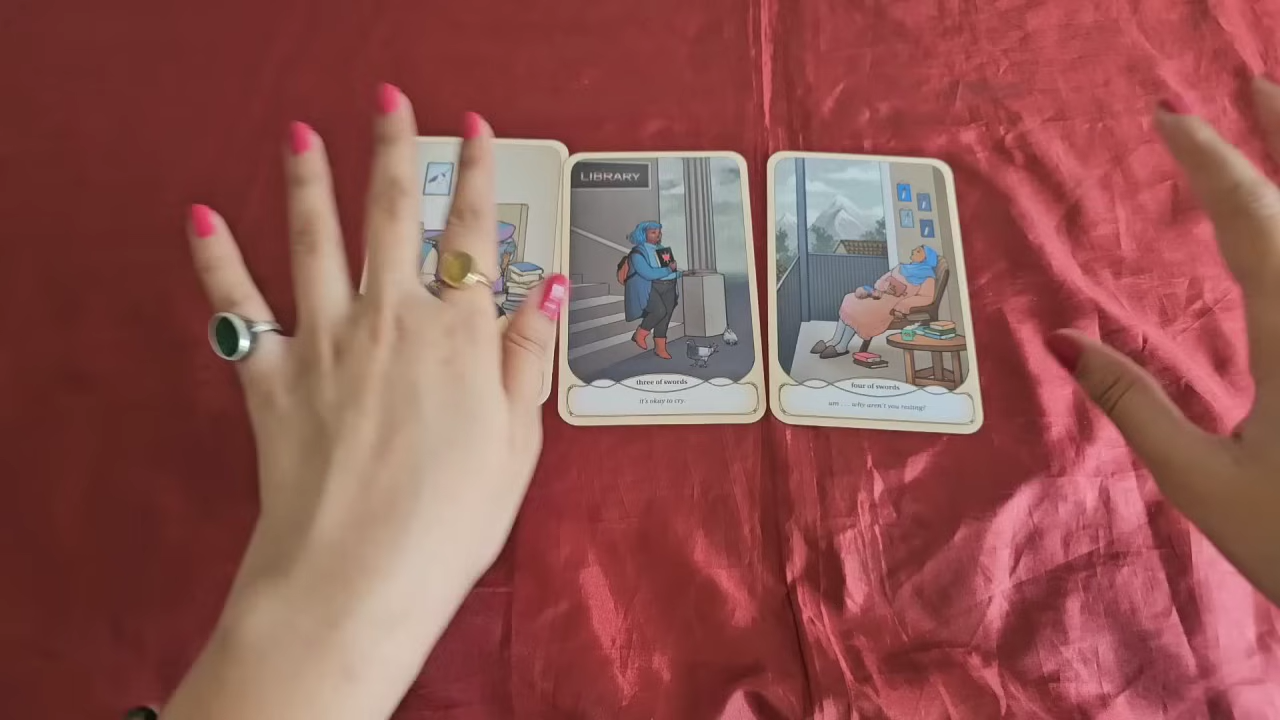 LIBRARY
three of swords
it's okay to cry.
four of swords
um . . . why aren't you resting?